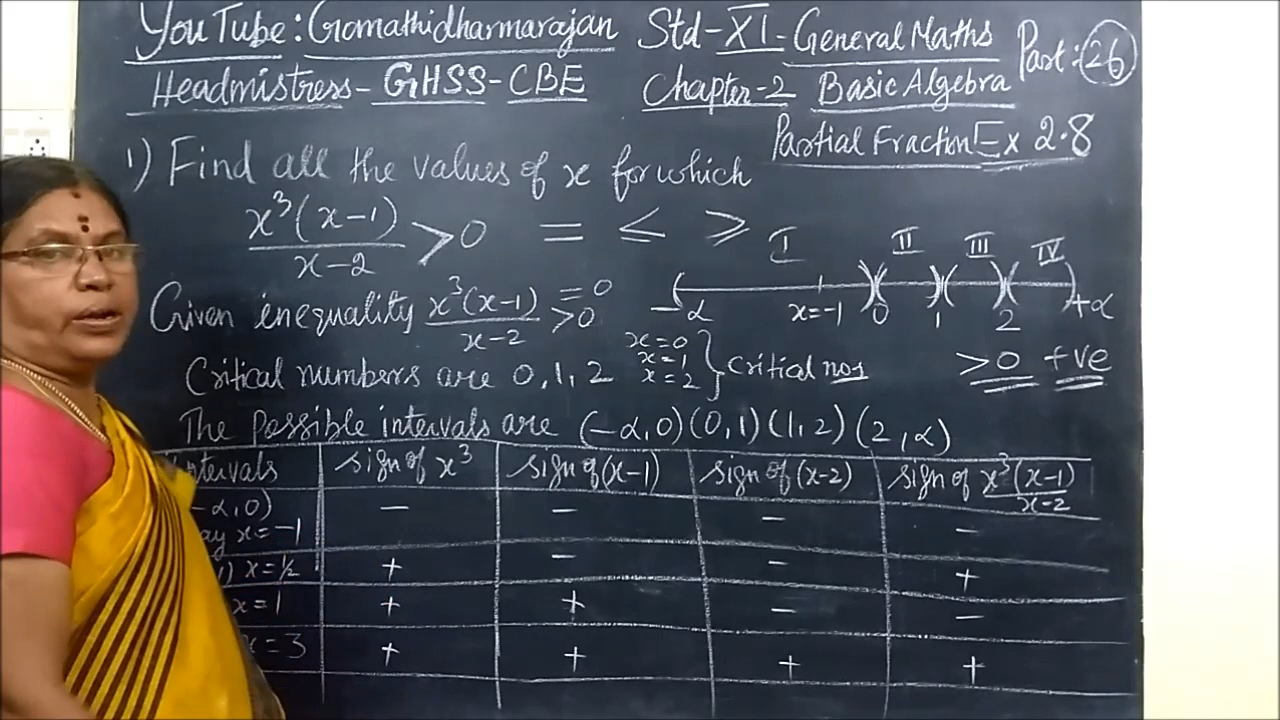 YouTube: Gomathidharmarajan Std-XI-General Maths Part:26
Headmistress-GHSS-CBE Chapter-2 Basic Algebra
Partial Fraction Ex 2.8
1) Find all the values of x for which
x³(x-1)/x-2 > 0 = ≤ ≥
I II III IV
-α x=-1 0 1 2 +α
Given inequality x³(x-1)/x-2 = 0 > 0
x=0
x=1
x=2
Critical numbers are 0,1,2 } Critical nos >0 +ve
The possible intervals are (-α,0)(0,1)(1,2)(2,α)
intervals sign of x³ sign of (x-1) sign of (x-2) sign of x³(x-1)/x-2
-α,0) - - - -
ay x=-1
) x=½ + - - +
x=1 + + - -
x=3 + + + +